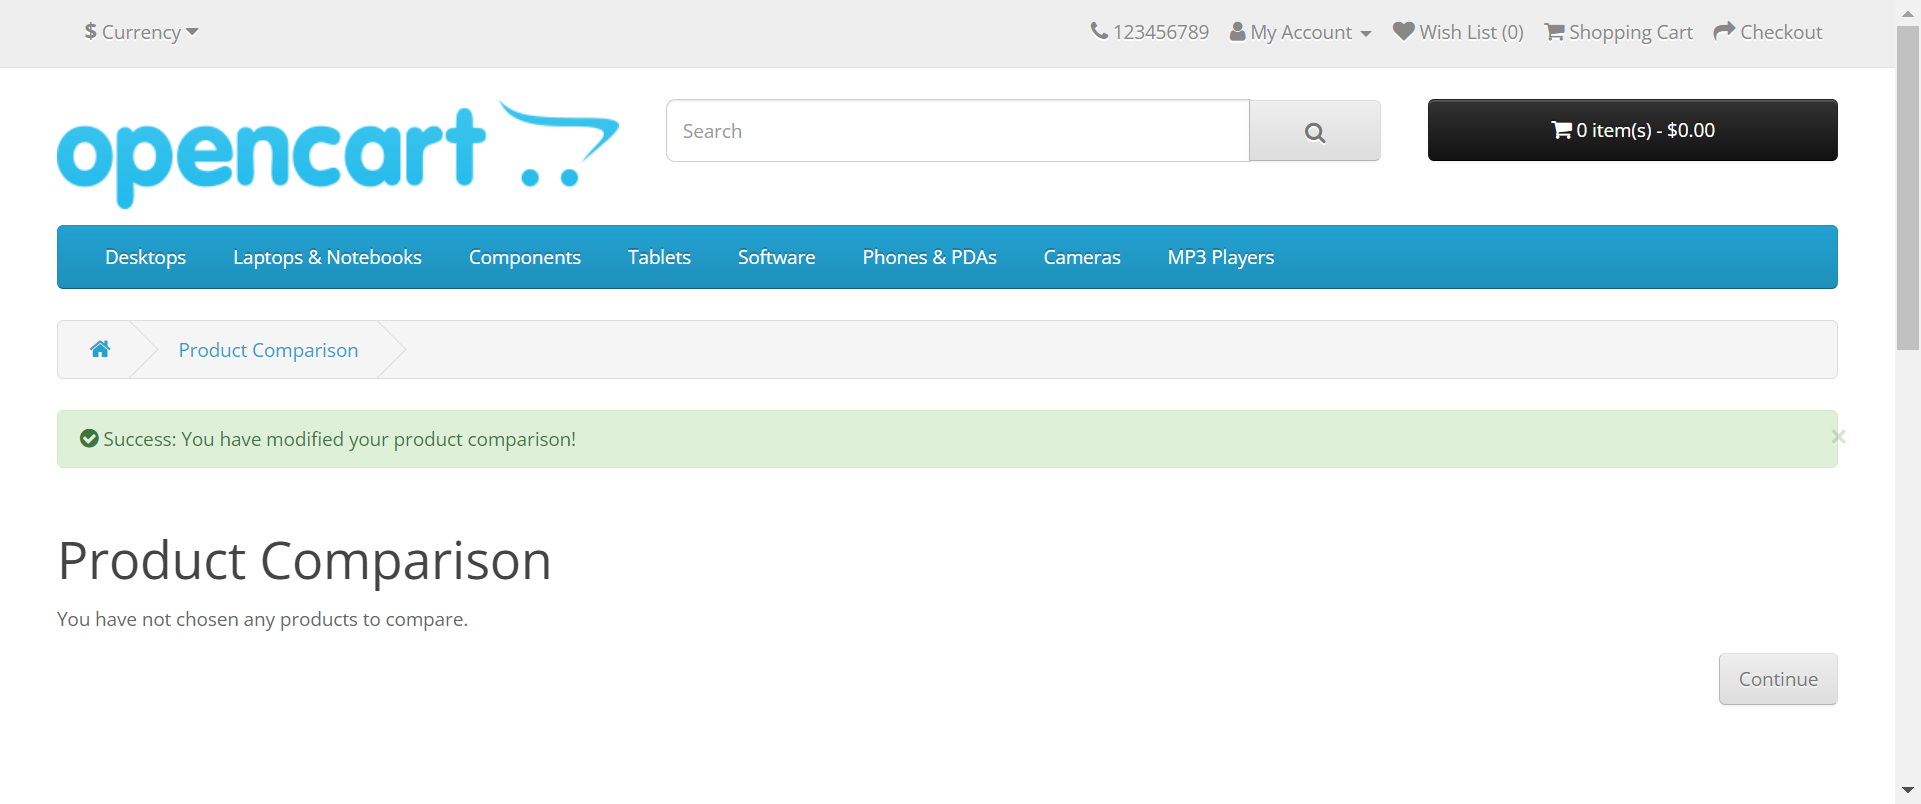 $ Currency
123456789 My Account Wish List (0) Shopping Cart Checkout
opencart
Search
0 item(s) - $0.00
Desktops Laptops & Notebooks Components Tablets Software Phones & PDAs Cameras MP3 Players
Product Comparison
Success: You have modified your product comparison!
×
Product Comparison
You have not chosen any products to compare.
Continue